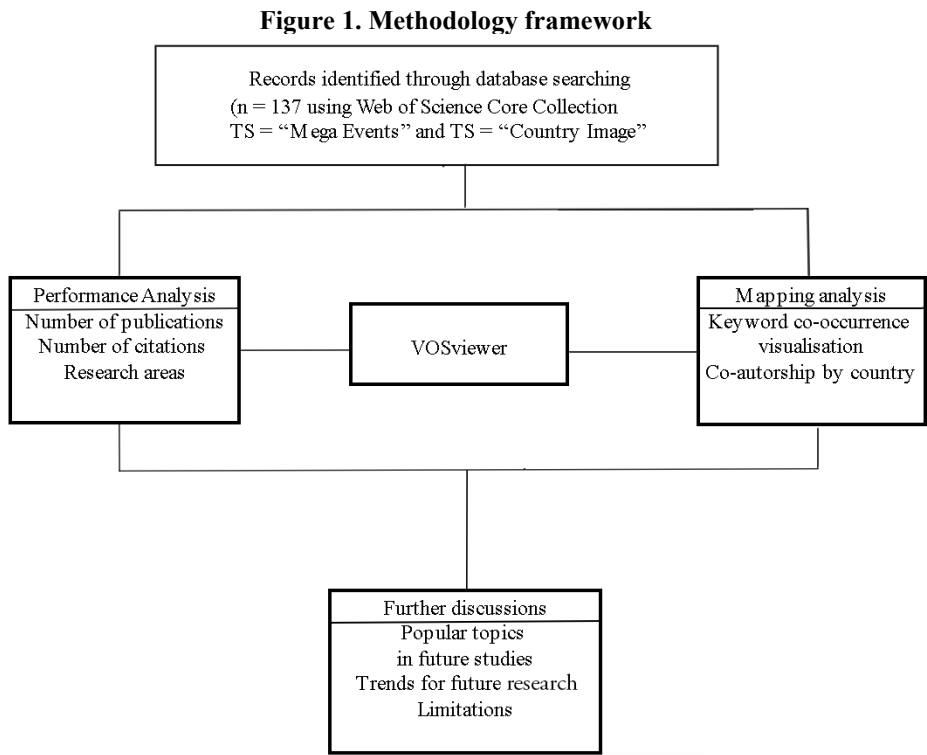 Figure 1. Methodology framework
Records identified through database searching
(n = 137 using Web of Science Core Collection
TS = “Mega Events” and TS = “Country Image”
Performance Analysis
Number of publications
Number of citations
Research areas
VOSviewer
Mapping analysis
Keyword co-occurrence
visualisation
Co-autorship by country
Further discussions
Popular topics
in future studies
Trends for future research
Limitations